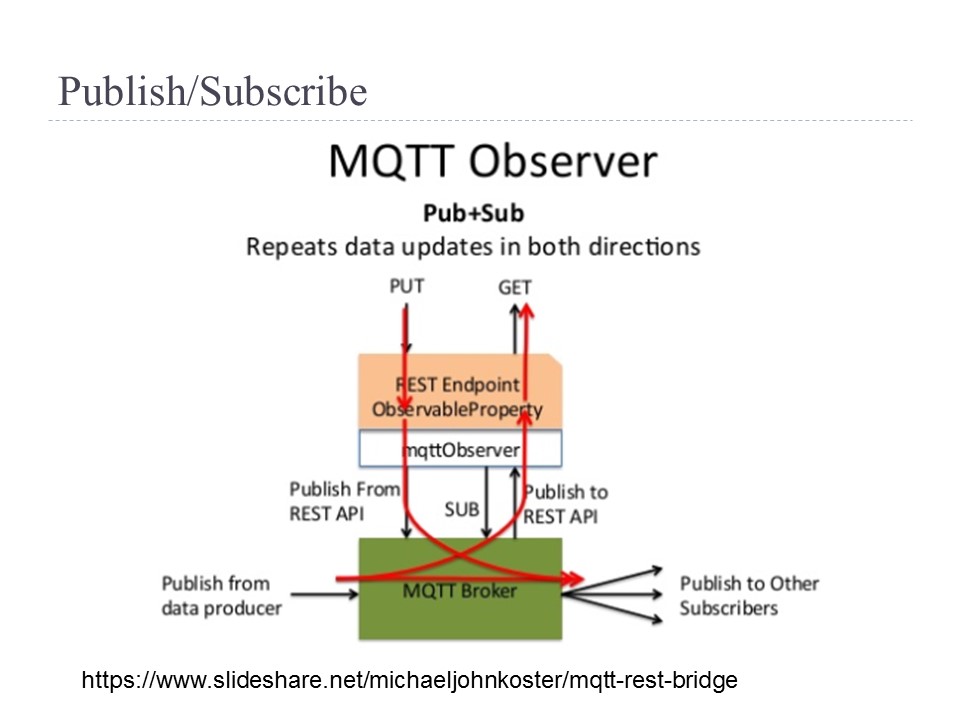 Publish/Subscribe
MQTT Observer
Pub+Sub
Repeats data updates in both directions
PUT
GET
REST Endpoint
ObservableProperty
mqttObserver
Publish From
REST API
SUB
Publish to
REST API
Publish from
data producer
MQTT Broker
Publish to Other
Subscribers
https://www.slideshare.net/michaeljohnkoster/mqtt-rest-bridge